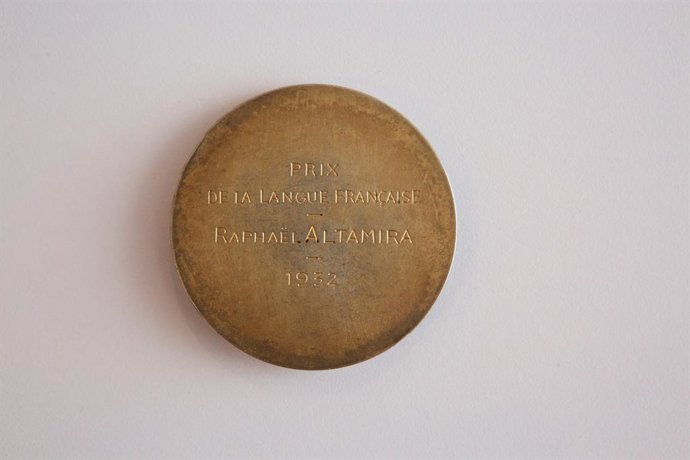 PRIX
DE LA LANGUE FRANÇAISE
RAPHAËL ALTAMIRA
1932